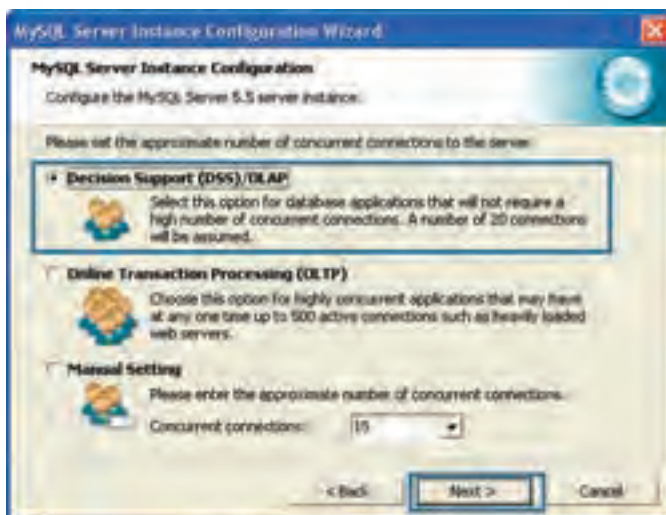 MySQL Server Instance Configuration Wizard
MySQL Server Instance Configuration
Configure the MySQL Server 5.5 server instance.
Please set the approximate number of concurrent connections to the server.
Decision Support (DSS)/OLAP
Select this option for database applications that will not require a
high number of concurrent connections. A number of 20 connections
will be assumed.
Online Transaction Processing (OLTP)
Choose this option for highly concurrent applications that may have
at any one time up to 500 active connections such as heavily loaded
web servers.
Manual Setting
Please enter the approximate number of concurrent connections.
Concurrent connections: 15
< Back Next > Cancel